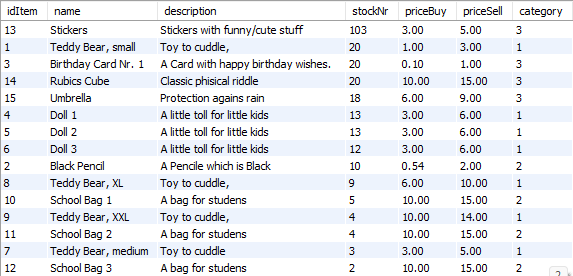 idItem name description stockNr priceBuy priceSell category
13 Stickers Stickers with funny/cute stuff 103 3.00 5.00 3
1 Teddy Bear, small Toy to cuddle, 20 1.00 3.00 1
3 Birthday Card Nr. 1 A Card with happy birthday wishes. 20 0.10 1.00 3
14 Rubics Cube Classic phisical riddle 20 10.00 15.00 3
15 Umbrella Protection agains rain 18 6.00 9.00 3
4 Doll 1 A little toll for little kids 13 3.00 6.00 1
5 Doll 2 A little toll for little kids 13 3.00 6.00 1
6 Doll 3 A little toll for little kids 12 3.00 6.00 1
2 Black Pencil A Pencile which is Black 10 0.54 2.00 2
8 Teddy Bear, XL Toy to cuddle, 9 6.00 10.00 1
10 School Bag 1 A bag for studens 5 10.00 15.00 2
9 Teddy Bear, XXL Toy to cuddle, 4 10.00 14.00 1
11 School Bag 2 A bag for studens 4 10.00 15.00 2
7 Teddy Bear, medium Toy to cuddle 3 3.00 5.00 1
12 School Bag 3 A bag for studens 2 10.00 15.00 2